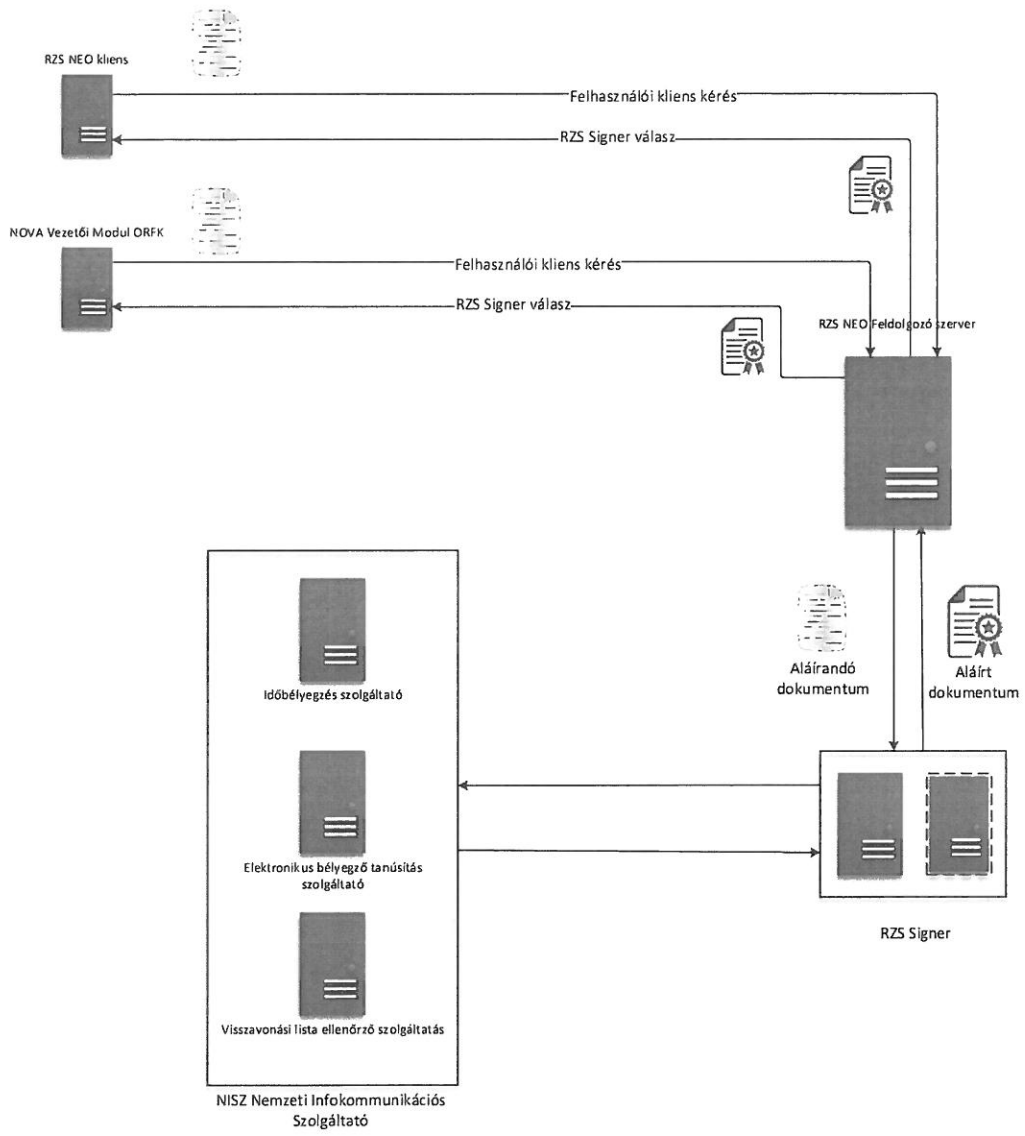 RZS NEO kliens
Felhasználói kliens kérés
RZS Signer válasz
NOVA Vezetői Modul ORFK
Felhasználói kliens kérés
RZS Signer válasz
RZS NEO Feldolgozó szerver
Aláírandó
dokumentum
Aláírt
dokumentum
Időbélyegzés szolgáltató
Elektronikus bélyegző tanúsítás
szolgáltató
Visszavonási lista ellenőrző szolgáltatás
RZS Signer
NISZ Nemzeti Infokommunikációs
Szolgáltató